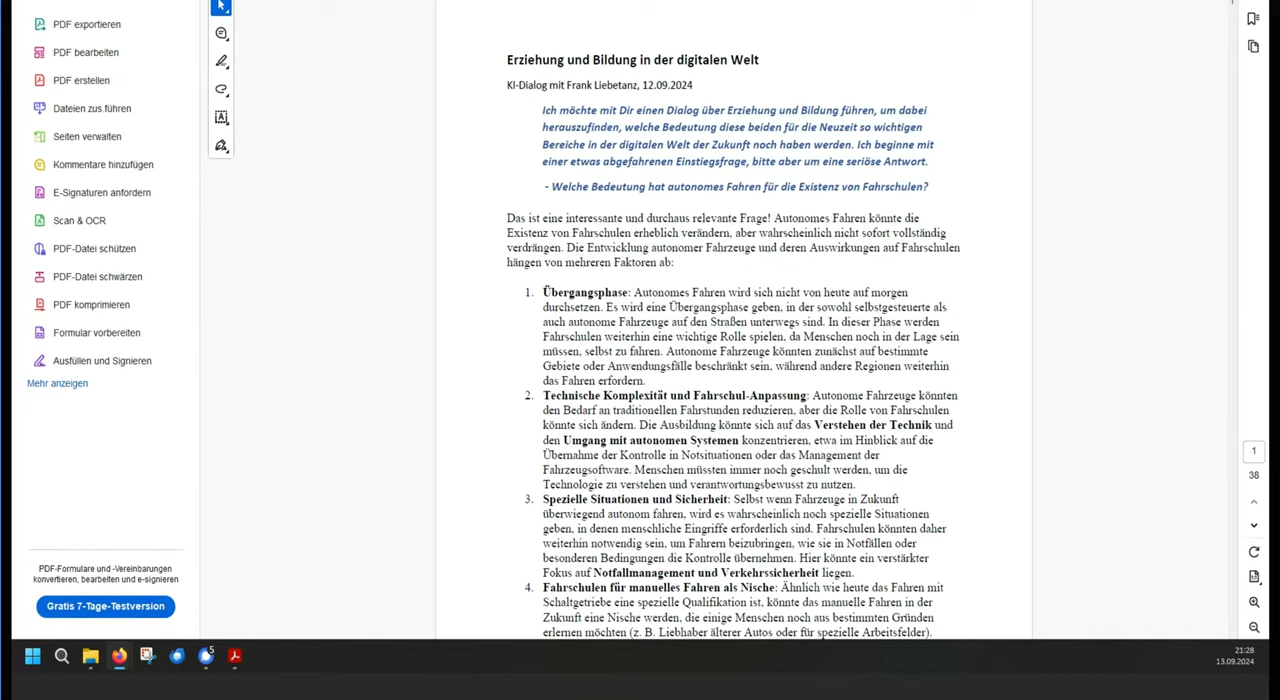 PDF exportieren
PDF bearbeiten
PDF erstellen
Dateien zus.führen
Seiten verwalten
Kommentare hinzufügen
E-Signaturen anfordern
Scan & OCR
PDF-Datei schützen
PDF-Datei schwärzen
PDF komprimieren
Formular vorbereiten
Ausfüllen und Signieren
Mehr anzeigen
PDF-Formulare und -Vereinbarungen
konvertieren, bearbeiten und e-signieren
Gratis 7-Tage-Testversion
Erziehung und Bildung in der digitalen Welt
KI-Dialog mit Frank Liebetanz, 12.09.2024
Ich möchte mit Dir einen Dialog über Erziehung und Bildung führen, um dabei
herauszufinden, welche Bedeutung diese beiden für die Neuzeit so wichtigen
Bereiche in der digitalen Welt der Zukunft noch haben werden. Ich beginne mit
einer etwas abgefahrenen Einstiegsfrage, bitte aber um eine seriöse Antwort.
- Welche Bedeutung hat autonomes Fahren für die Existenz von Fahrschulen?
Das ist eine interessante und durchaus relevante Frage! Autonomes Fahren könnte die
Existenz von Fahrschulen erheblich verändern, aber wahrscheinlich nicht sofort vollständig
verdrängen. Die Entwicklung autonomer Fahrzeuge und deren Auswirkungen auf Fahrschulen
hängen von mehreren Faktoren ab:
1. Übergangsphase: Autonomes Fahren wird sich nicht von heute auf morgen
durchsetzen. Es wird eine Übergangsphase geben, in der sowohl selbstgesteuerte als
auch autonome Fahrzeuge auf den Straßen unterwegs sind. In dieser Phase werden
Fahrschulen weiterhin eine wichtige Rolle spielen, da Menschen noch in der Lage sein
müssen, selbst zu fahren. Autonome Fahrzeuge könnten zunächst auf bestimmte
Gebiete oder Anwendungsfälle beschränkt sein, während andere Regionen weiterhin
das Fahren erfordern.
2. Technische Komplexität und Fahrschul-Anpassung: Autonome Fahrzeuge könnten
den Bedarf an traditionellen Fahrstunden reduzieren, aber die Rolle von Fahrschulen
könnte sich ändern. Die Ausbildung könnte sich auf das Verstehen der Technik und
den Umgang mit autonomen Systemen konzentrieren, etwa im Hinblick auf die
Übernahme der Kontrolle in Notsituationen oder das Management der
Fahrzeugsoftware. Menschen müssten immer noch geschult werden, um die
Technologie zu verstehen und verantwortungsbewusst zu nutzen.
3. Spezielle Situationen und Sicherheit: Selbst wenn Fahrzeuge in Zukunft
überwiegend autonom fahren, wird es wahrscheinlich noch spezielle Situationen
geben, in denen menschliche Eingriffe erforderlich sind. Fahrschulen könnten daher
weiterhin notwendig sein, um Fahrern beizubringen, wie sie in Notfällen oder
besonderen Bedingungen die Kontrolle übernehmen. Hier könnte ein verstärkter
Fokus auf Notfallmanagement und Verkehrssicherheit liegen.
4. Fahrschulen für manuelles Fahren als Nische: Ähnlich wie heute das Fahren mit
Schaltgetriebe eine spezielle Qualifikation ist, könnte das manuelle Fahren in der
Zukunft eine Nische werden, die einige Menschen noch aus bestimmten Gründen
erlernen möchten (z. B. Liebhaber älterer Autos oder für spezielle Arbeitsfelder).
1
38
5
21:28
13.09.2024